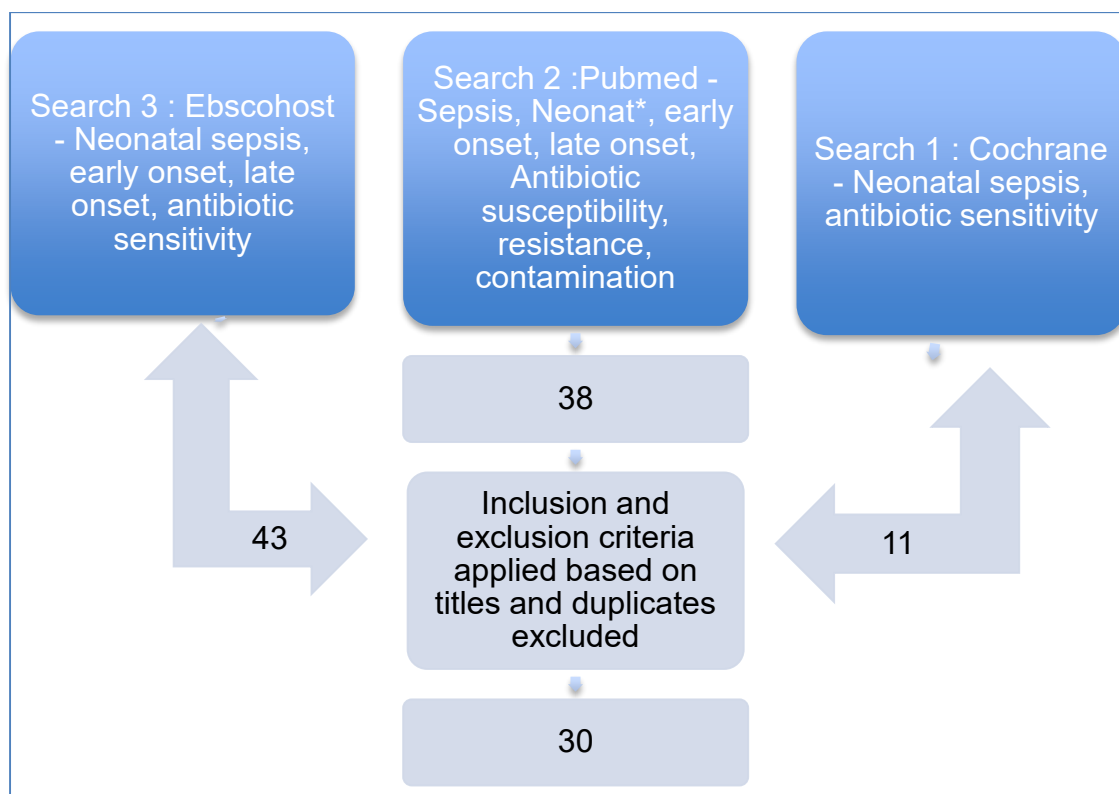 Search 3 : Ebscohost
- Neonatal sepsis,
early onset, late
onset, antibiotic
sensitivity
Search 2 :Pubmed -
Sepsis, Neonat*, early
onset, late onset,
Antibiotic
susceptibility,
resistance,
contamination
Search 1 : Cochrane
- Neonatal sepsis,
antibiotic sensitivity
38
43
Inclusion and
exclusion criteria
applied based on
titles and duplicates
excluded
11
30